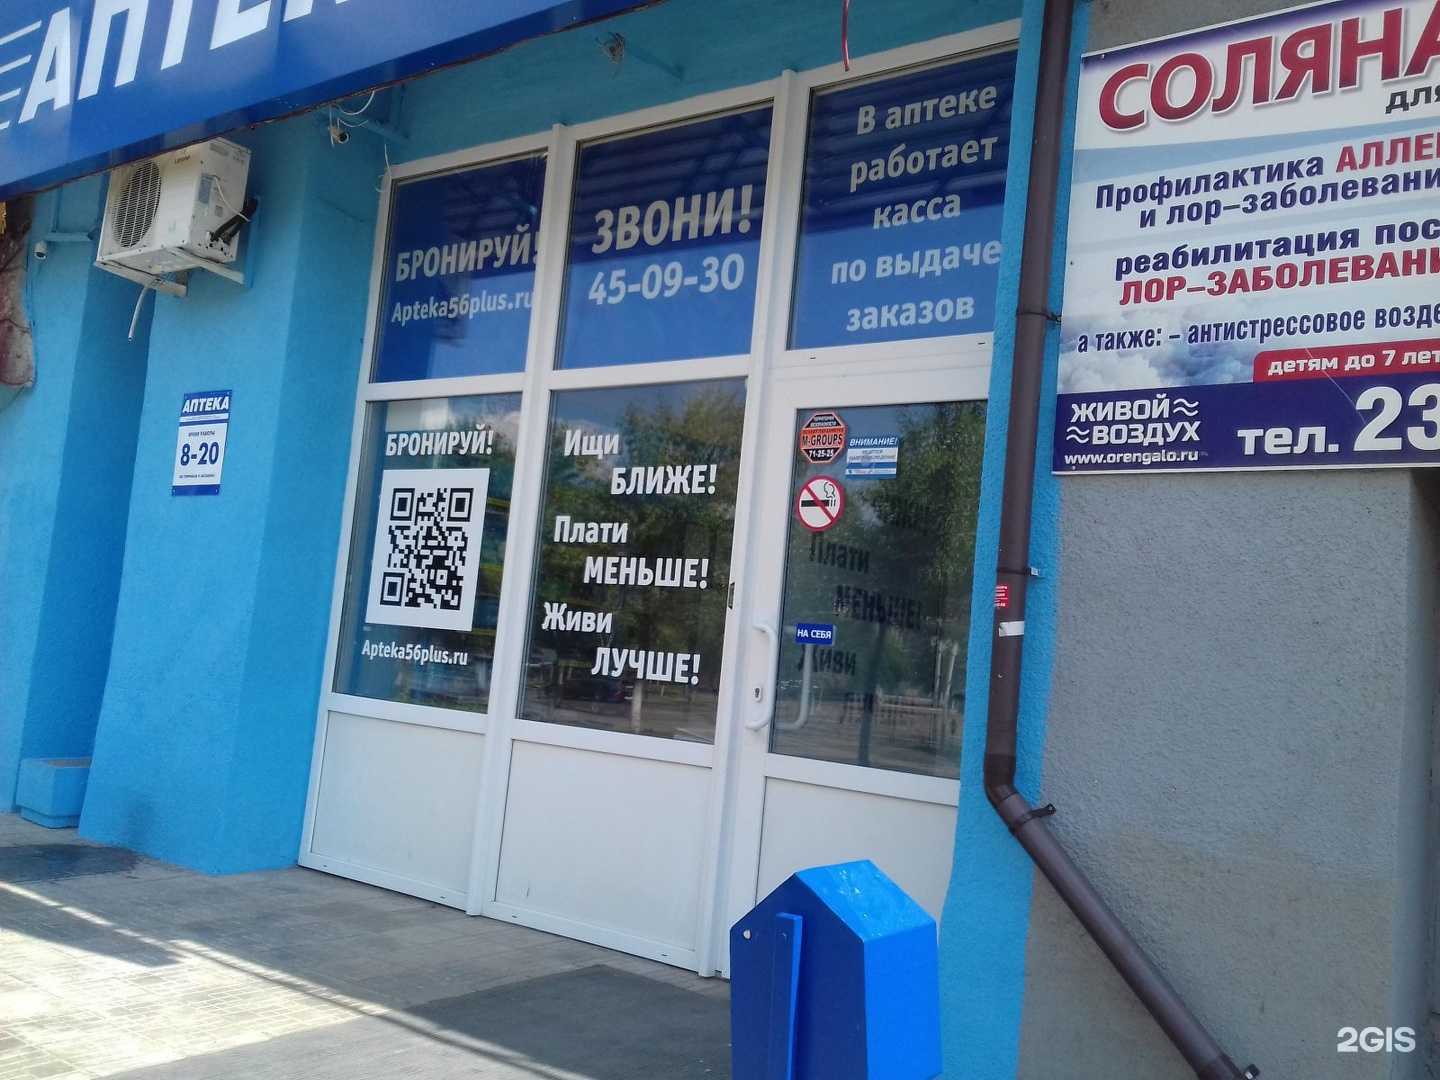 АПТЕК
БРОНИРУЙ!
Apteka56plus.ru
ЗВОНИ!
45-09-30
В аптеке
работает
касса
по выдаче
заказов
АПТЕКА
ВРЕМЯ РАБОТЫ
8-20
БРОНИРУЙ!
Apteka56plus.ru
Ищи
БЛИЖЕ!
Плати
МЕНЬШЕ!
Живи
ЛУЧШЕ!
M-GROUPS
71-25-25
ВНИМАНИЕ!
НА СЕБЯ
СОЛЯНА
для
Профилактика АЛЛЕ
и лор-заболевани
реабилитация пос
ЛОР-ЗАБОЛЕВАНИ
а также: - антистрессовое возде
детям до 7 лет
ЖИВОЙ
ВОЗДУХ
www.orengalo.ru
тел. 23
2GIS